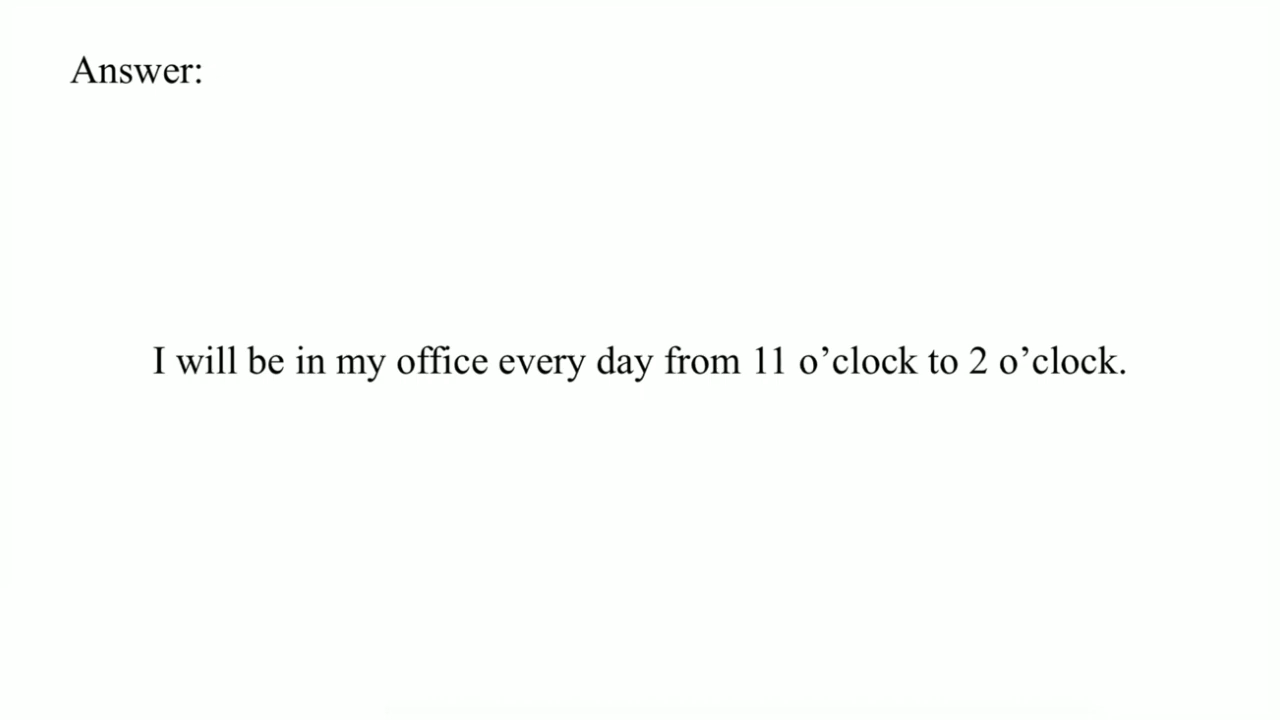 Answer:
I will be in my office every day from 11 o’clock to 2 o’clock.